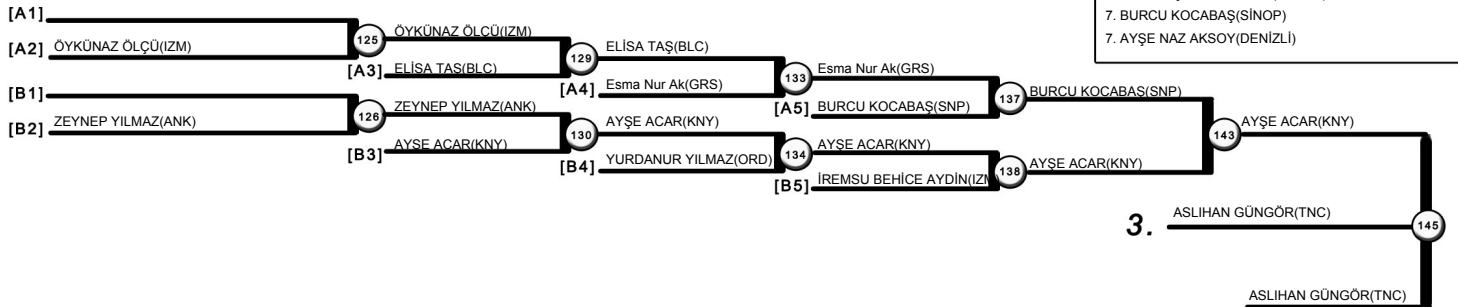 7. BURCU KOCABAŞ(SİNOP)
7. AYŞE NAZ AKSOY(DENİZLİ)
[A1]
[A2] ÖYKÜNAZ ÖLÇÜ(IZM)
125 ÖYKÜNAZ ÖLÇÜ(IZM)
[A3] ELİSA TAŞ(BLC)
129 ELİSA TAŞ(BLC)
[A4] Esma Nur Ak(GRS)
133 Esma Nur Ak(GRS)
[A5] BURCU KOCABAŞ(SNP)
137 BURCU KOCABAŞ(SNP)
[B1]
[B2] ZEYNEP YILMAZ(ANK)
126 ZEYNEP YILMAZ(ANK)
[B3] AYŞE ACAR(KNY)
130 AYŞE ACAR(KNY)
[B4] YURDANUR YILMAZ(ORD)
134 AYŞE ACAR(KNY)
[B5] İREMSU BEHİCE AYDİN(IZM)
138 AYŞE ACAR(KNY)
143 AYŞE ACAR(KNY)
3. ASLIHAN GÜNGÖR(TNC)
145
ASLIHAN GÜNGÖR(TNC)